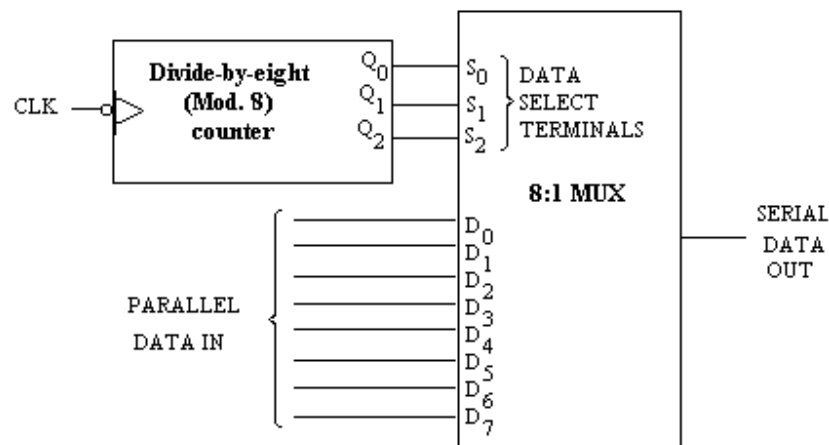 Divide-by-eight
(Mod. 8)
counter
CLK
Q0
Q1
Q2
S0
S1
S2
DATA
SELECT
TERMINALS
8:1 MUX
D0
D1
D2
D3
D4
D5
D6
D7
PARALLEL
DATA IN
SERIAL
DATA
OUT